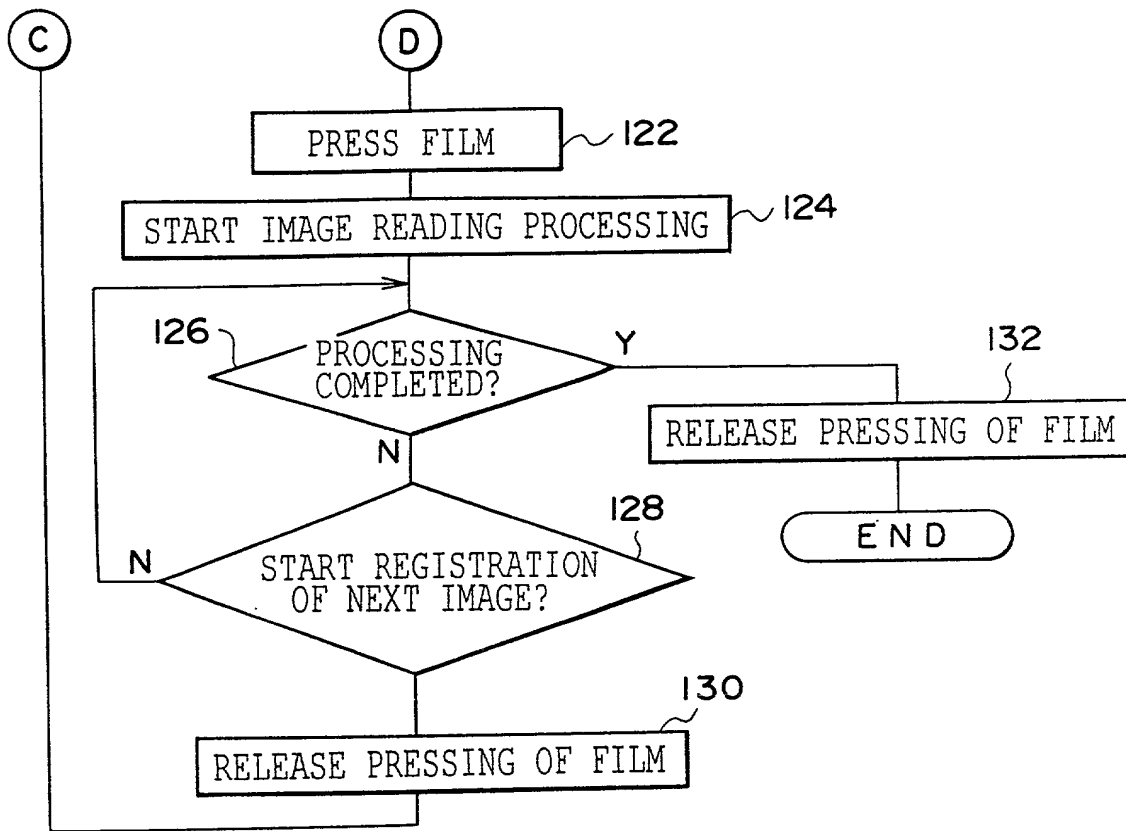 C
D
PRESS FILM
122
START IMAGE READING PROCESSING
124
126
PROCESSING
COMPLETED?
Y
N
132
RELEASE PRESSING OF FILM
END
128
START REGISTRATION
OF NEXT IMAGE?
N
130
RELEASE PRESSING OF FILM